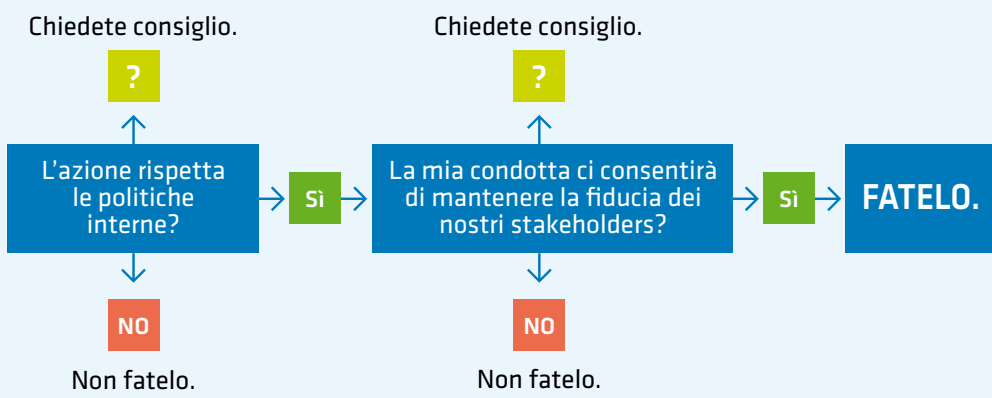 Chiedete consiglio.
Chiedete consiglio.
?
?
L'azione rispetta
le politiche
interne?
Sì
La mia condotta ci consentirà
di mantenere la fiducia dei
nostri stakeholders?
Sì
FATELO.
NO
NO
Non fatelo.
Non fatelo.